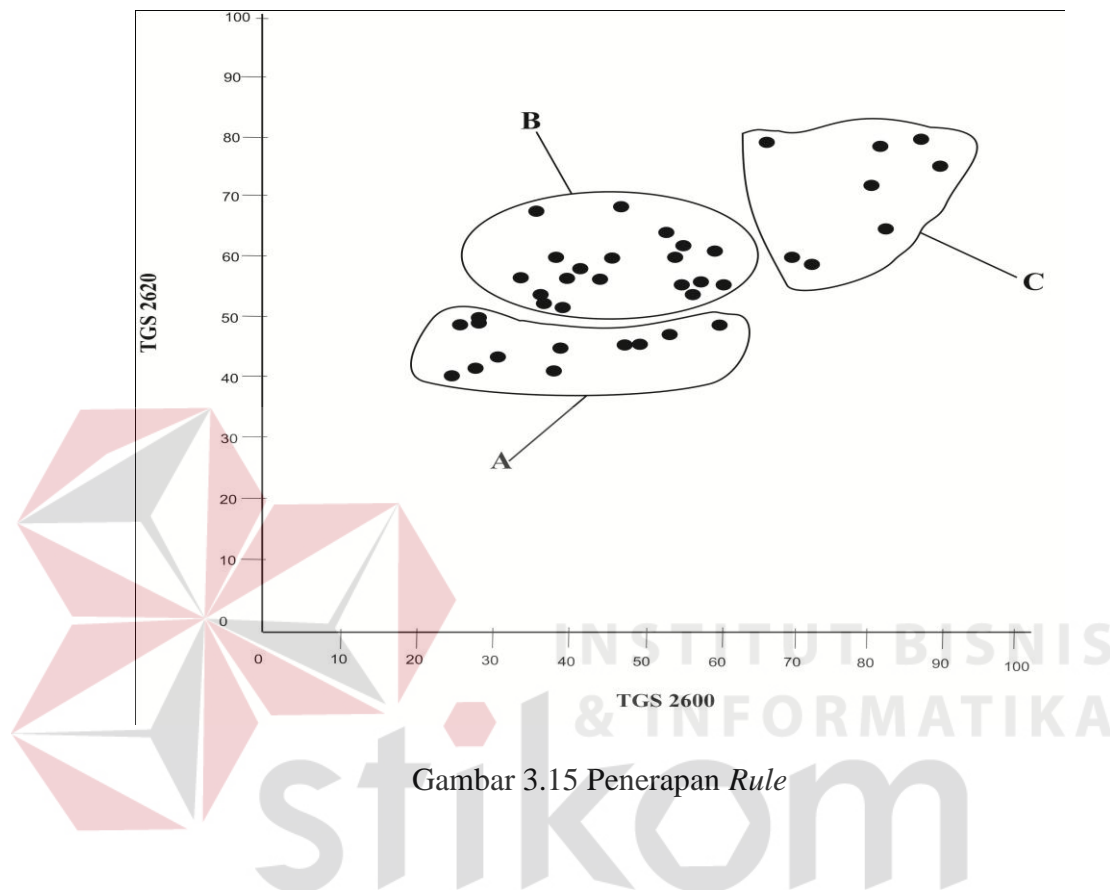 100
90
B
80
70
60
C
50
TGS 2620
40
30
A
20
10
0
0 10 20 30 40 50 60 70 80 90 100
TGS 2600
INSTITUT BISNIS
& INFORMATIKA
stikom
Gambar 3.15 Penerapan Rule